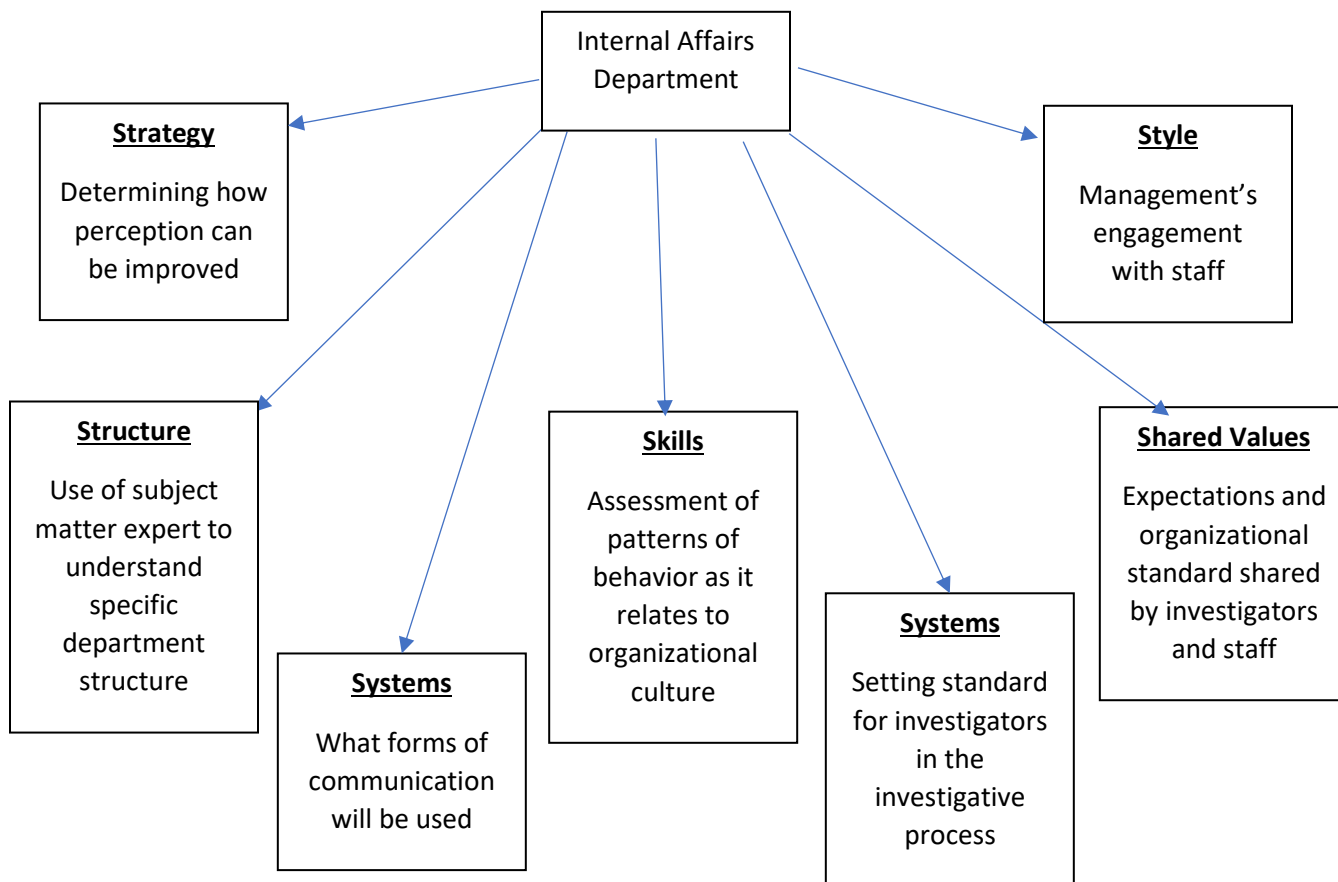 Internal Affairs
Department
Strategy
Determining how
perception can
be improved
Style
Management’s
engagement
with staff
Structure
Use of subject
matter expert to
understand
specific
department
structure
Systems
What forms of
communication
will be used
Skills
Assessment of
patterns of
behavior as it
relates to
organizational
culture
Systems
Setting standard
for investigators
in the
investigative
process
Shared Values
Expectations and
organizational
standard shared
by investigators
and staff